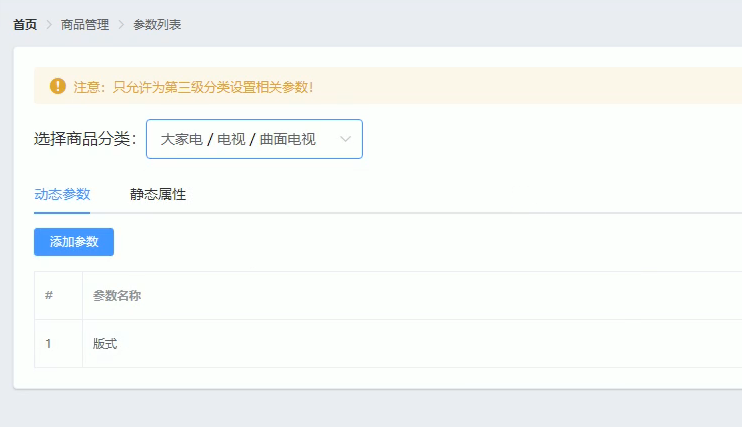 首页 > 商品管理 > 参数列表
注意：只允许为第三级分类设置相关参数！
选择商品分类： 大家电 / 电视 / 曲面电视
动态参数 静态属性
添加参数
# 参数名称
1 版式